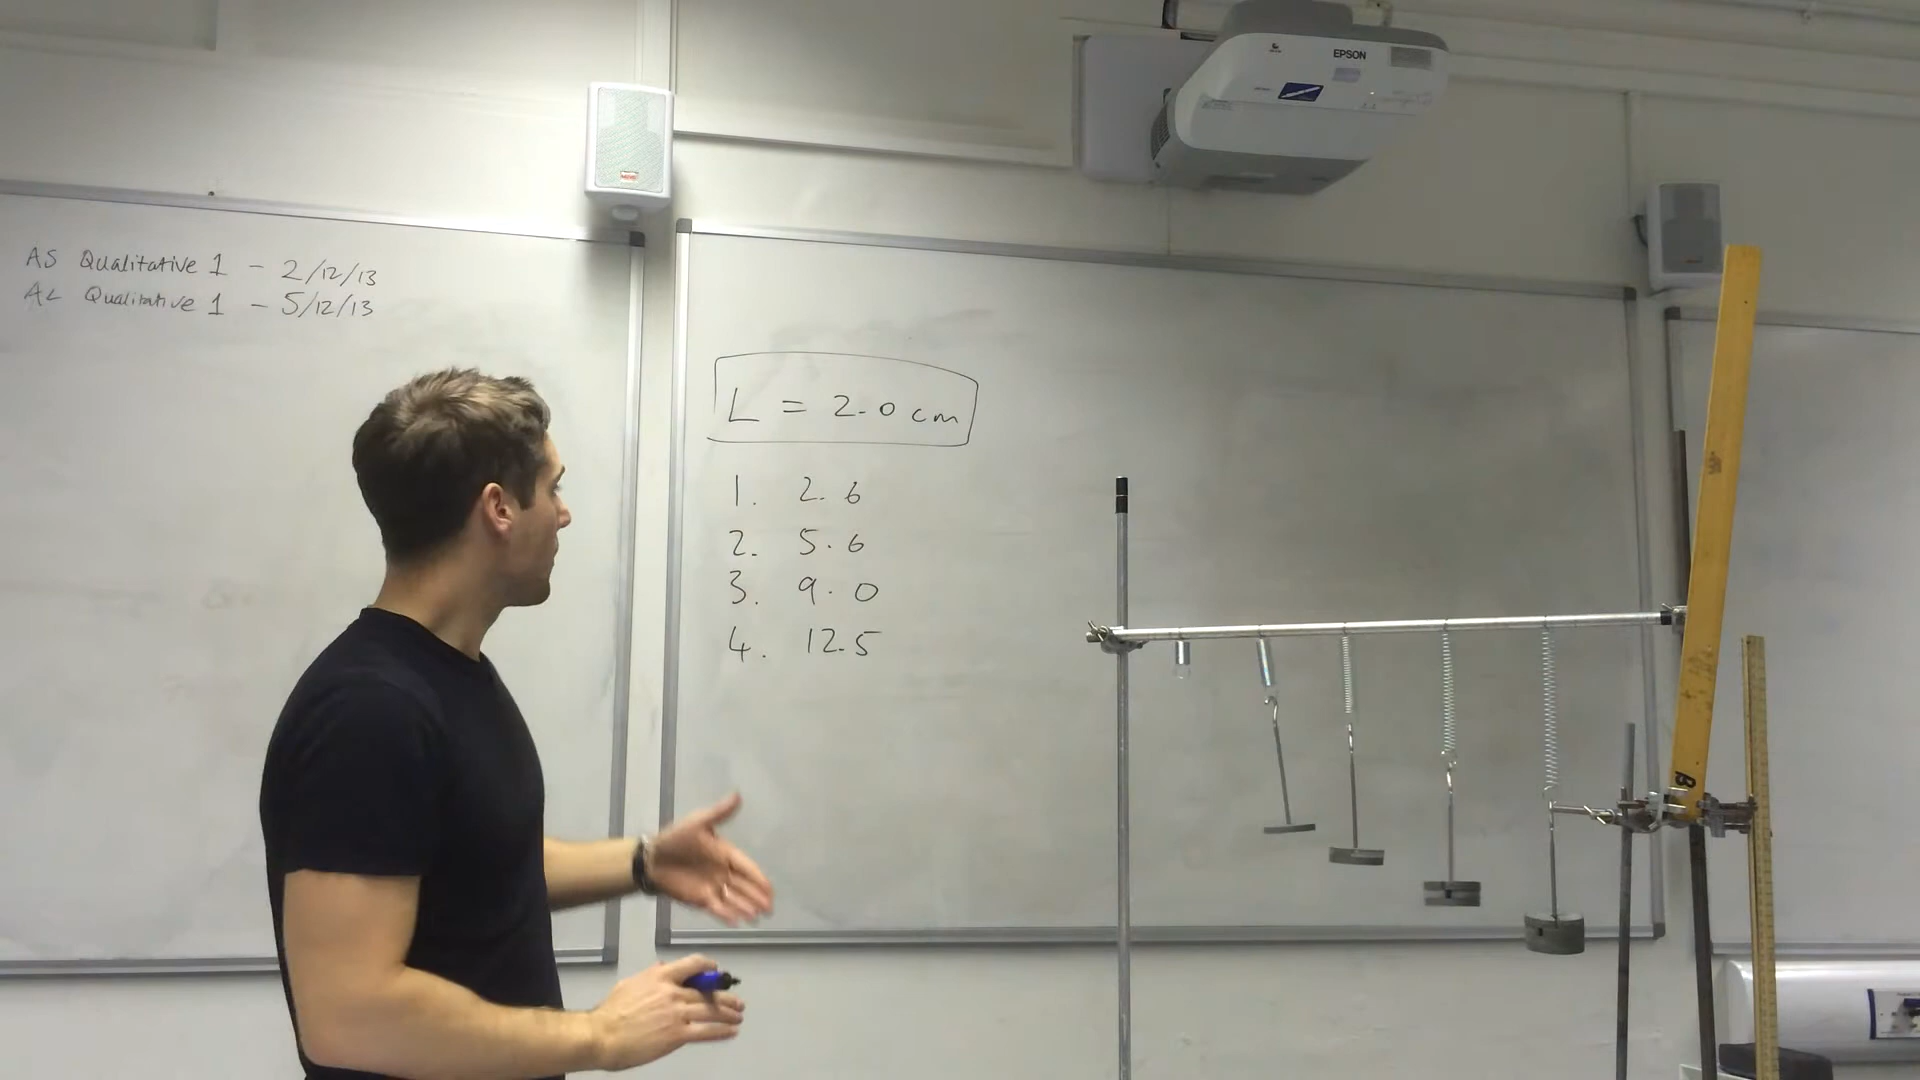 EPSON
AS Qualitative 1 - 2/12/13
AL Qualitative 1 - 5/12/13
L = 2.0 cm
1. 2.6
2. 5.6
3. 9.0
4. 12.5